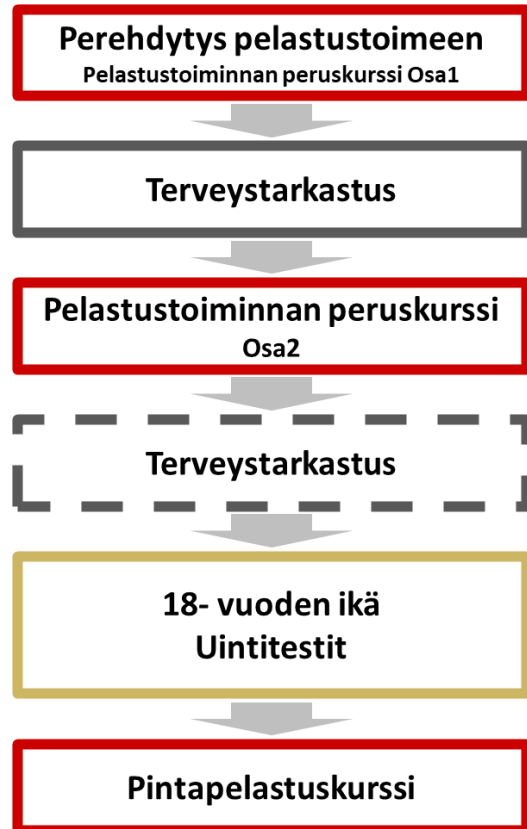 Perehdytys pelastustoimeen
Pelastustoiminnan peruskurssi Osa1
Terveystarkastus
Pelastustoiminnan peruskurssi
Osa2
Terveystarkastus
18- vuoden ikä
Uintitestit
Pintapelastuskurssi